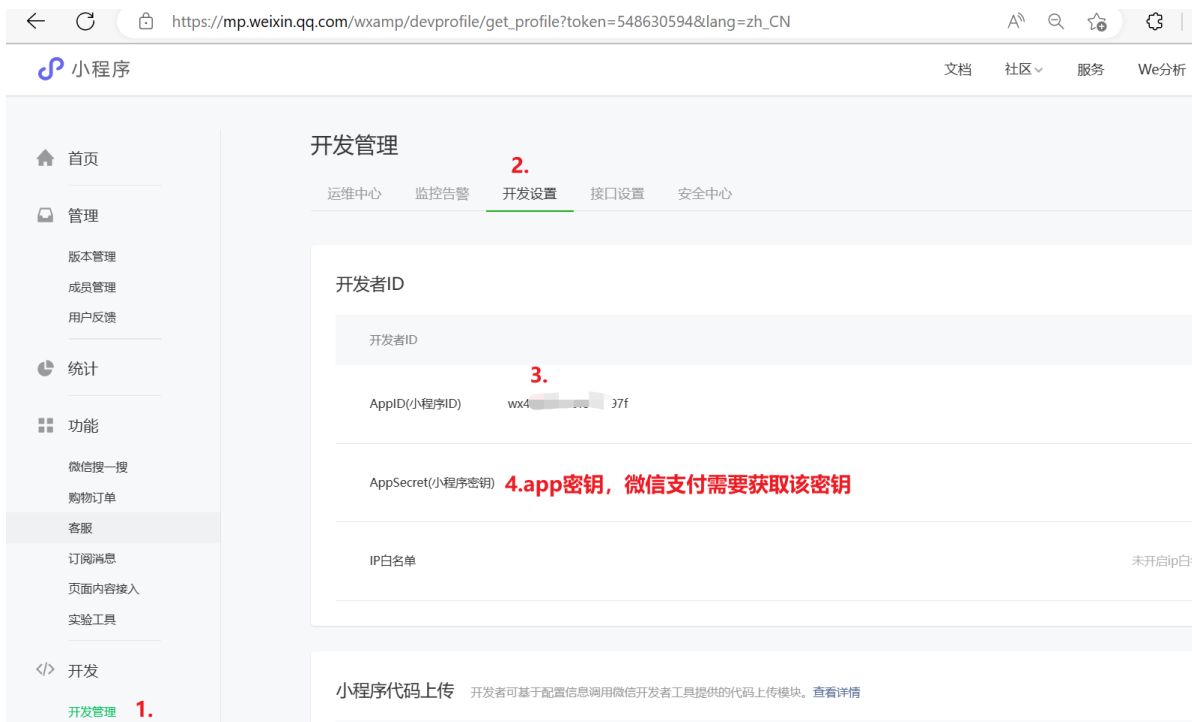 https://mp.weixin.qq.com/wxamp/devprofile/get_profile?token=548630594&lang=zh_CN
小程序
文档 社区 服务 We分析
首页
管理
版本管理
成员管理
用户反馈
统计
功能
微信搜一搜
购物订单
客服
订阅消息
页面内容接入
实验工具
开发
开发管理 1.
开发管理
2.
运维中心 监控告警 开发设置 接口设置 安全中心
开发者ID
开发者ID
3.
AppID(小程序ID) wx4 97f
AppSecret(小程序密钥) 4.app密钥，微信支付需要获取该密钥
IP白名单 未开启ip白
小程序代码上传 开发者可基于配置信息调用微信开发者工具提供的代码上传模块。查看详情